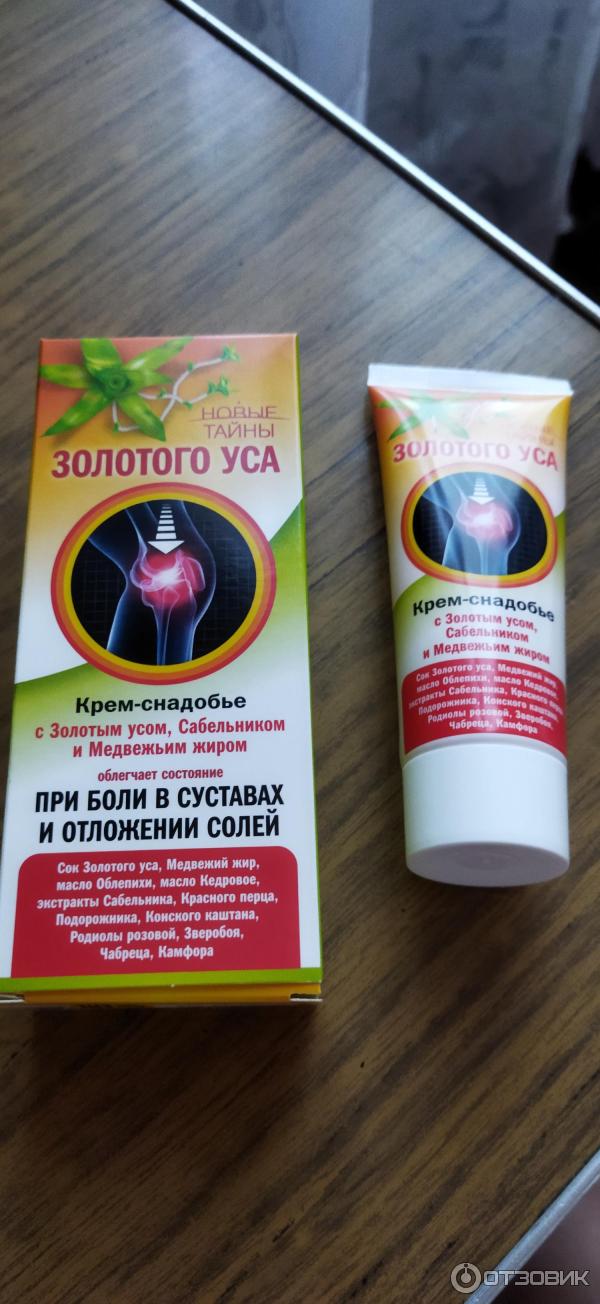 НОВЫЕ
ТАЙНЫ
ЗОЛОТОГО УСА
Крем-снадобье
с Золотым усом, Сабельником
и Медвежьим жиром
облегчает состояние
ПРИ БОЛИ В СУСТАВАХ
И ОТЛОЖЕНИИ СОЛЕЙ
Сок Золотого уса, Медвежий жир,
масло Облепихи, масло Кедровое,
экстракты Сабельника, Красного перца,
Подорожника, Конского каштана,
Родиолы розовой, Зверобоя,
Чабреца, Камфора
ЗОЛОТОГО УСА
Крем-снадобье
с Золотым усом,
Сабельником
и Медвежьим жиром
Сок Золотого уса, Медвежий жир
масло Облепихи, масло Кедровое,
экстракты Сабельника, Красного
Подорожника, Конского каштана,
Родиолы розовой, Зверобоя,
Чабреца, Камфора
ОТЗОВИК